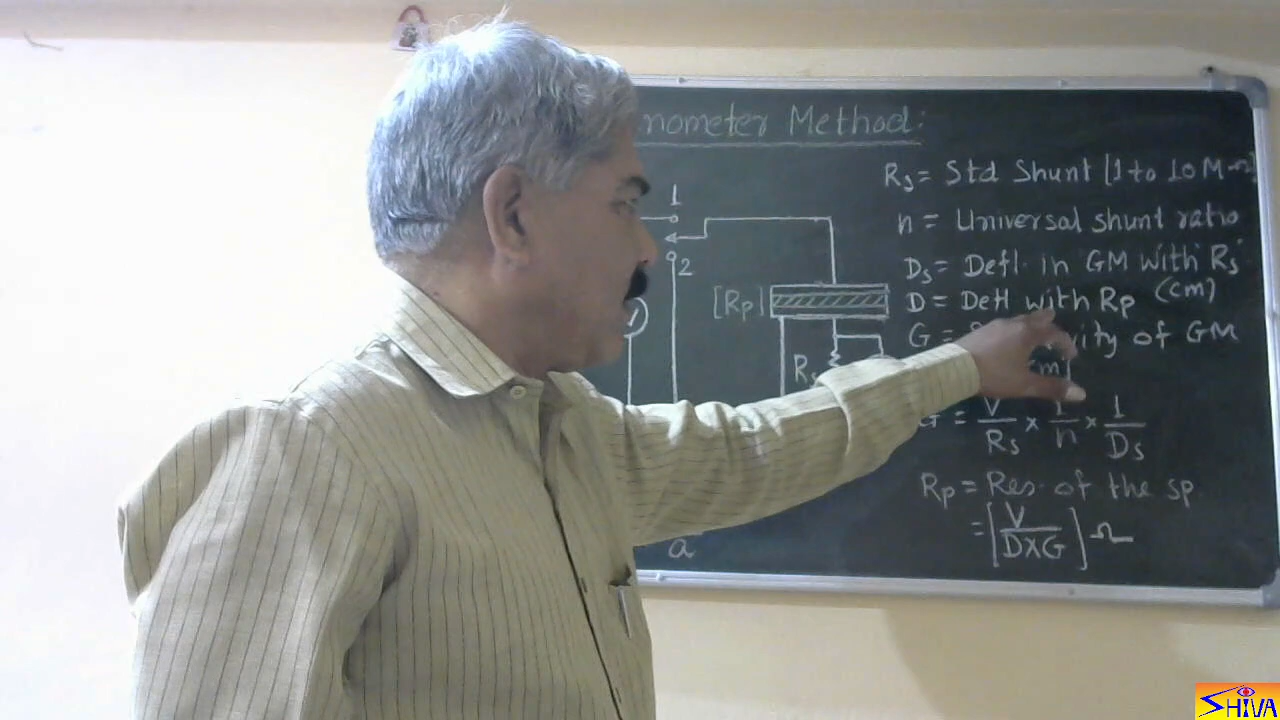 nometer Method:
Rs = Std Shunt [1 to 10 M Ω]
1
n = Universal shunt ratio
2
Ds = Defl. in GM with Rs
[Rp]
D = Defl with Rp (cm)
V
G = of GM
Rs
G = V/Rs × 1/n × 1/Ds
Rp = Res. of the sp
= [V/D×G] Ω
a
SHIVA